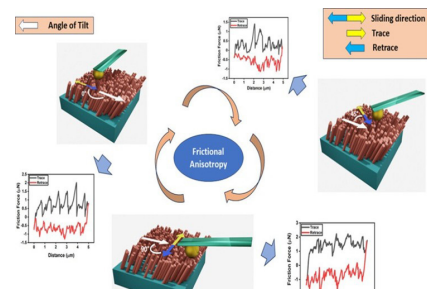 Angle of Tilt
Sliding direction
Trace
Retrace
Friction Force (μN)
Trace
Retrace
Distance (μm)
Frictional
Anisotropy
Friction Force (μN)
Trace
Retrace
Distance (μm)
90°
Friction Force (μN)
Trace
Retrace